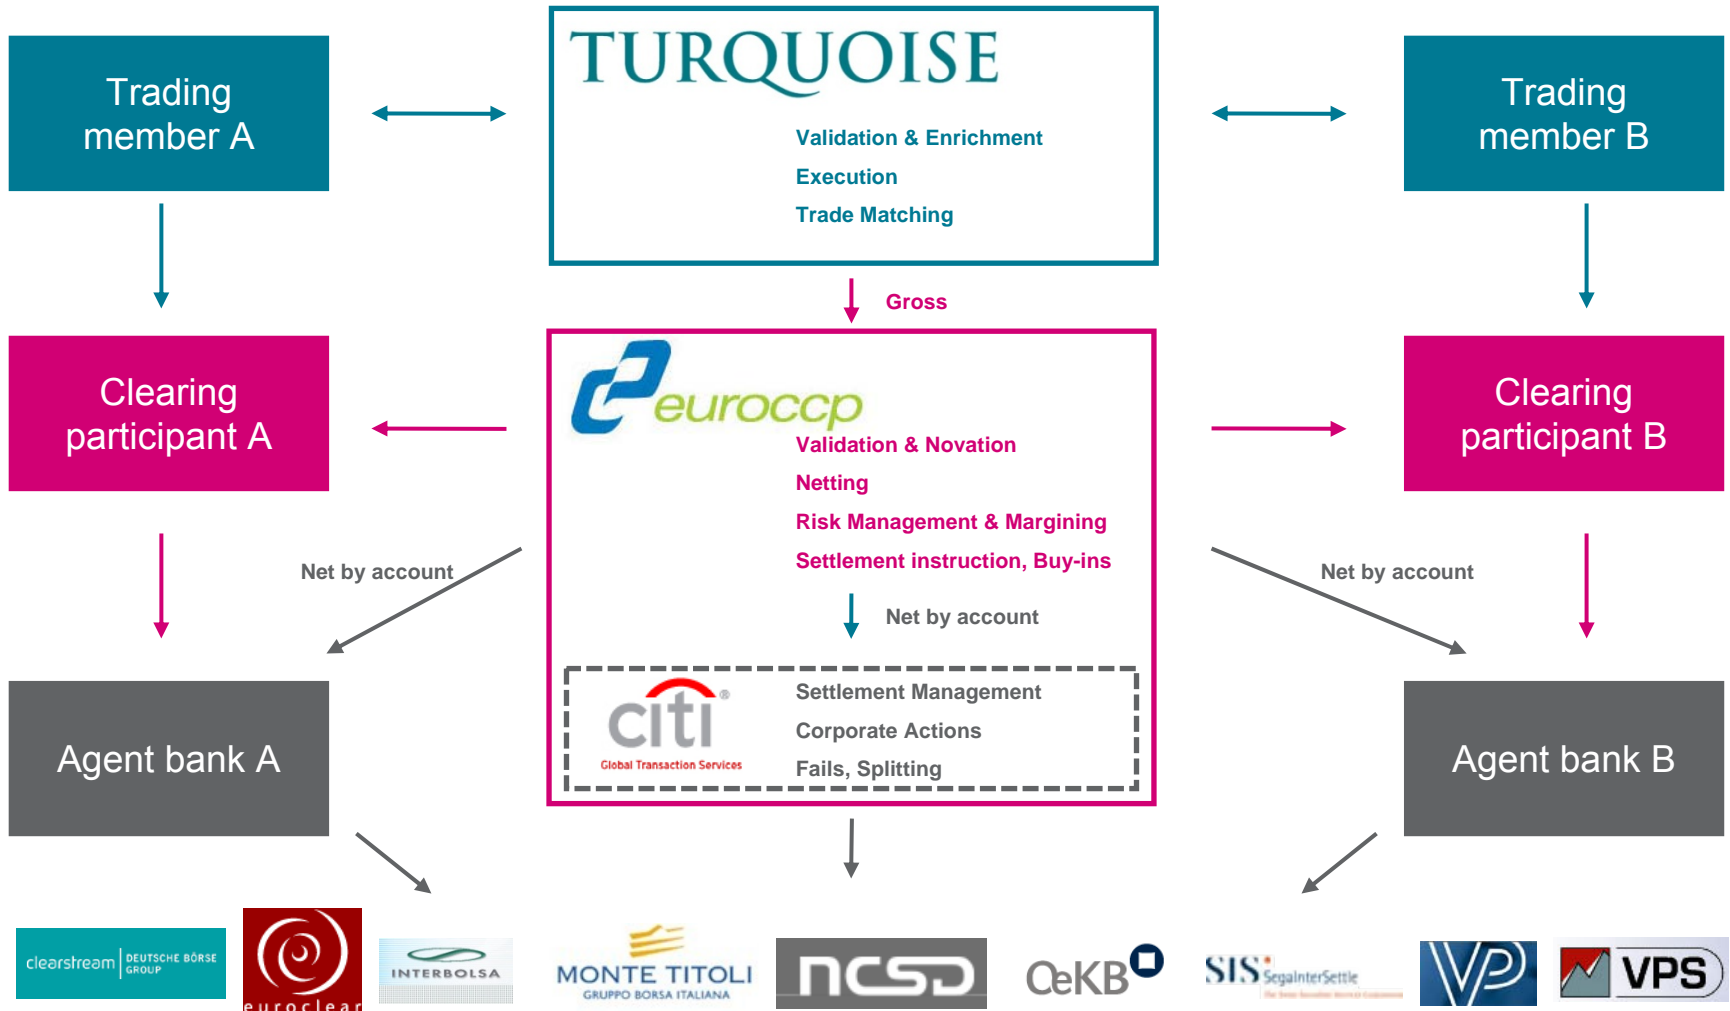 TURQUOISE
Trading
member A
Validation & Enrichment
Execution
Trade Matching
Trading
member B
Gross
Clearing
participant A
euroccp
Validation & Novation
Netting
Risk Management & Margining
Settlement instruction, Buy-ins
Clearing
participant B
Net by account
Net by account
Net by account
Agent bank A
citi®
Global Transaction Services
Settlement Management
Corporate Actions
Fails, Splitting
Agent bank B
clearstream
DEUTSCHE BÖRSE
GROUP
euroclear
INTERBOLSA
MONTE TITOLI
GRUPPO BORSA ITALIANA
NCSD
OeKB
SIS SegaInterSettle
VP
VPS